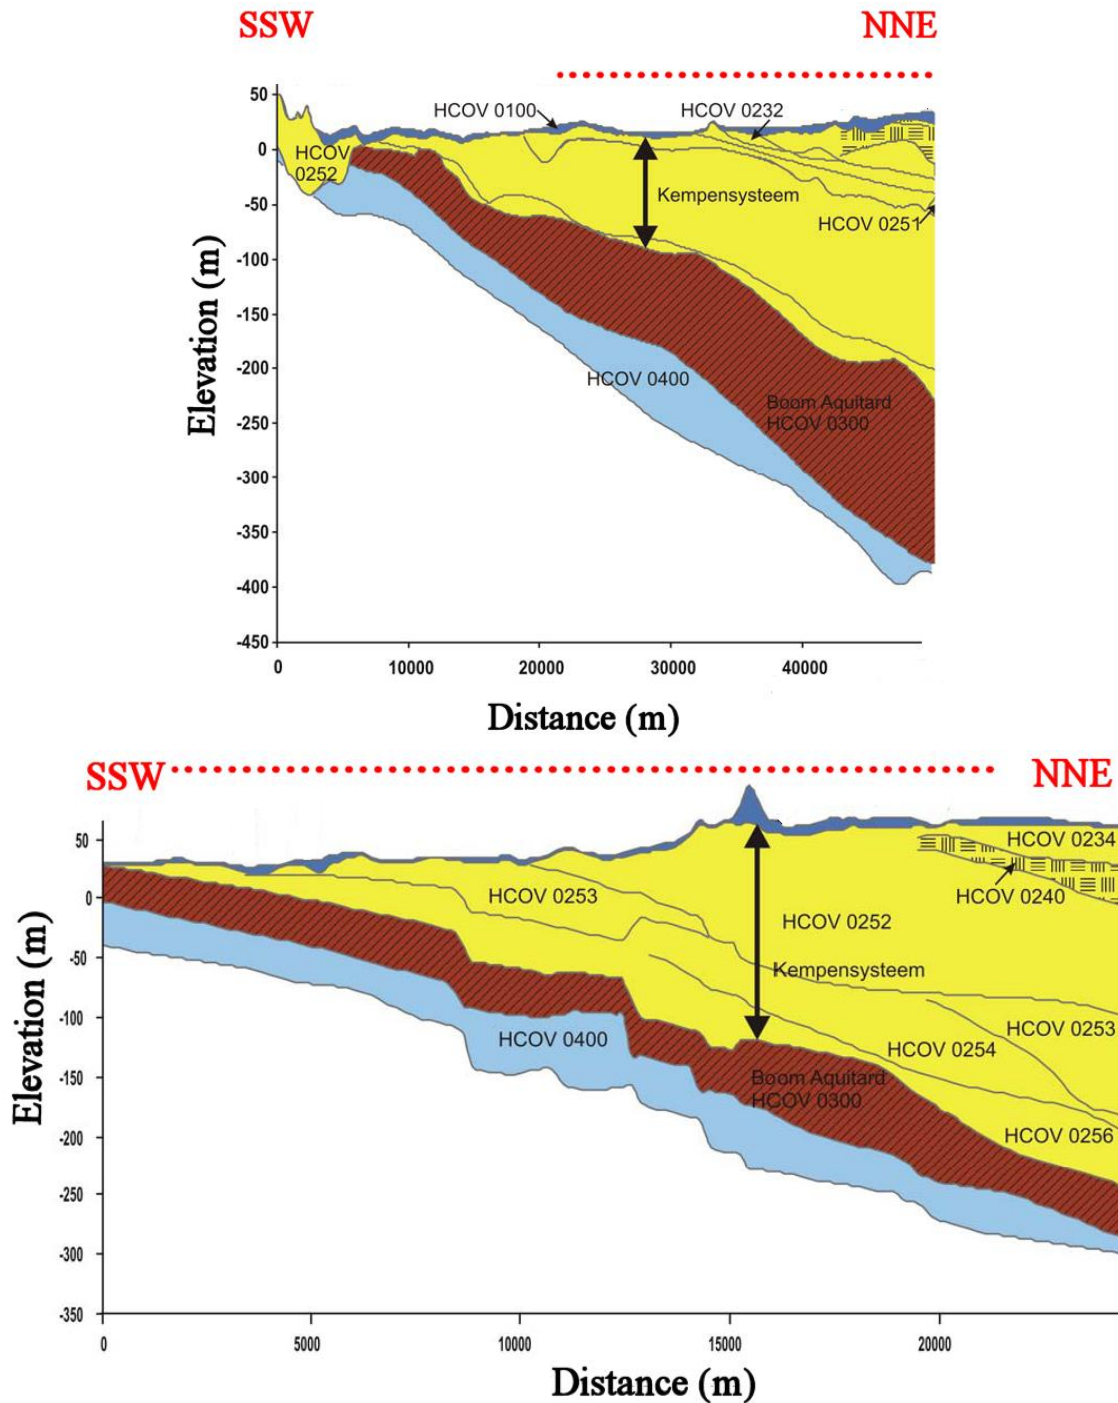 SSW
NNE
50
HCOV 0100
HCOV 0232
0
HCOV
0252
Kempensysteem
-50
HCOV 0251
-100
-150
-200
HCOV 0400
Boom Aquitard
HCOV 0300
-250
-300
-350
-400
-450
Elevation (m)
0
10000
20000
30000
40000
Distance (m)
SSW
NNE
50
HCOV 0234
0
HCOV 0253
HCOV 0240
HCOV 0252
-50
Kempensysteem
-100
HCOV 0253
HCOV 0400
HCOV 0254
-150
Boom Aquitard
HCOV 0300
-200
HCOV 0256
-250
-300
-350
Elevation (m)
0
5000
10000
15000
20000
Distance (m)